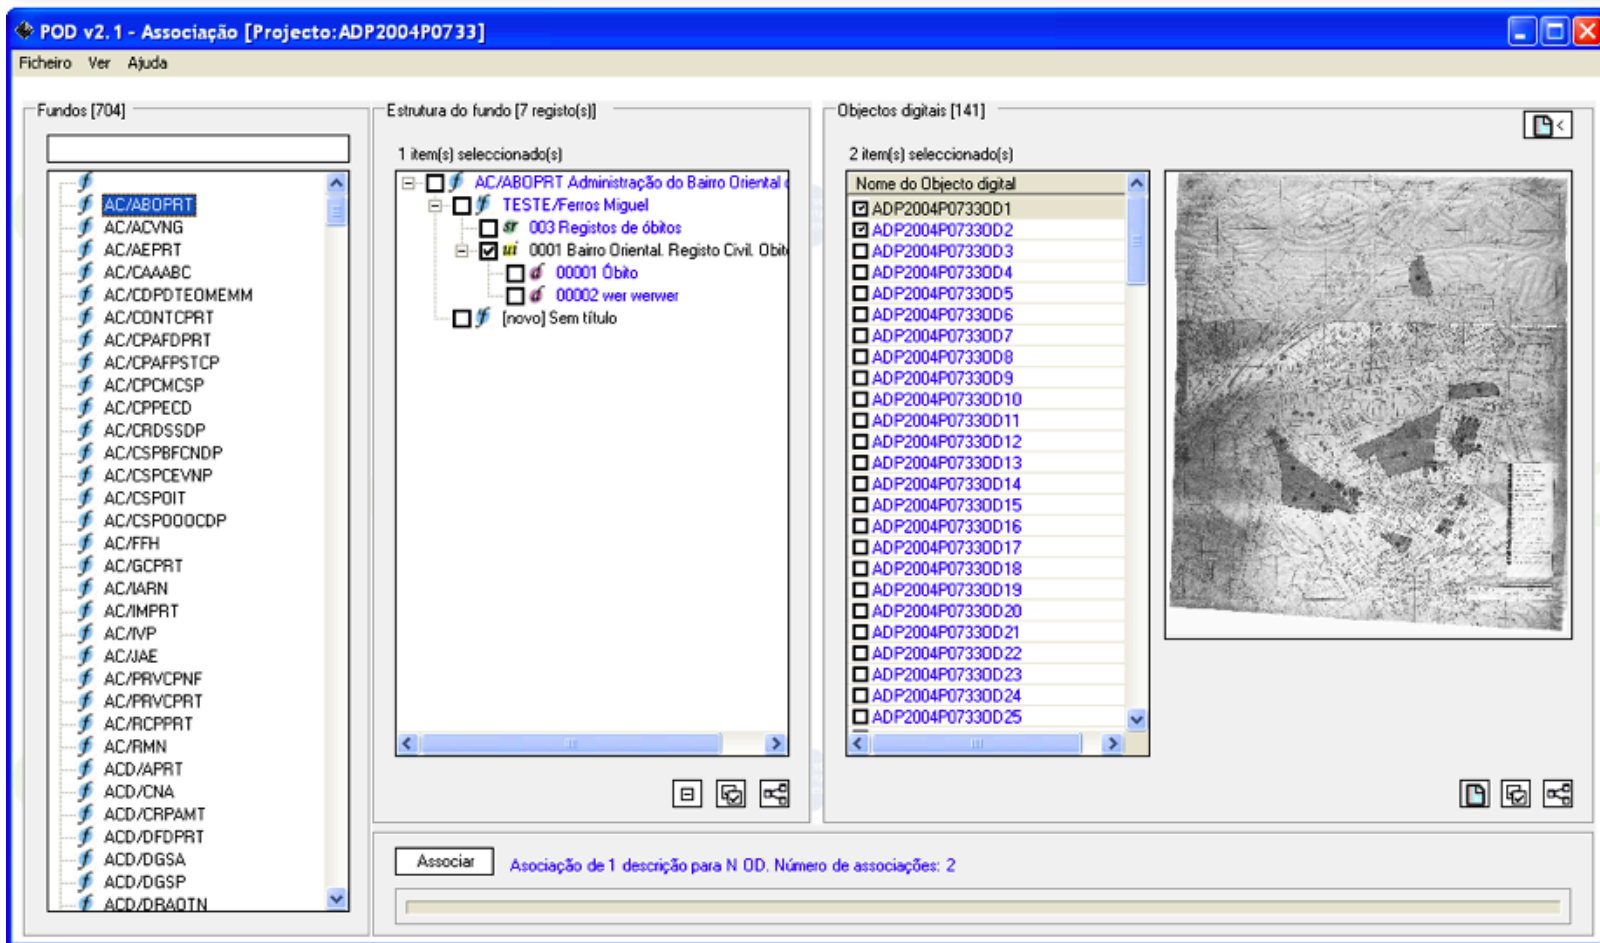 POD v2.1 - Associação [Projecto:ADP2004P0733]
Ficheiro Ver Ajuda
Fundos [704]
AC/ABOPRT
AC/ACVNG
AC/AEPRT
AC/CAAABC
AC/CDPDTEOMEMM
AC/CONTCPRT
AC/CPAFDPRT
AC/CPAFPSTCP
AC/CPCMCSP
AC/CPPECD
AC/CRDSSDP
AC/CSPBFCNDP
AC/CSPCEVNP
AC/CSPOIT
AC/CSPOOOCDP
AC/FFH
AC/GCPRT
AC/IARN
AC/IMPRT
AC/IVP
AC/JAE
AC/PRVCPNF
AC/PRVCPRT
AC/RCPPRT
AC/RMN
ACD/APRT
ACD/CNA
ACD/CRPAMT
ACD/DFDPRT
ACD/DGSA
ACD/DGSP
ACD/DRAOTN
Estrutura do fundo [7 registo(s)]
1 item(s) seleccionado(s)
AC/ABOPRT Administração do Bairro Oriental
TESTE/Ferros Miguel
sr 003 Registos de óbitos
ui 0001 Bairro Oriental. Registo Civil. Óbito
d 00001 Óbito
d 00002 wer werwer
[novo] Sem título
Objectos digitais [141]
2 item(s) seleccionado(s)
Nome do Objecto digital
ADP2004P0733OD1
ADP2004P0733OD2
ADP2004P0733OD3
ADP2004P0733OD4
ADP2004P0733OD5
ADP2004P0733OD6
ADP2004P0733OD7
ADP2004P0733OD8
ADP2004P0733OD9
ADP2004P0733OD10
ADP2004P0733OD11
ADP2004P0733OD12
ADP2004P0733OD13
ADP2004P0733OD14
ADP2004P0733OD15
ADP2004P0733OD16
ADP2004P0733OD17
ADP2004P0733OD18
ADP2004P0733OD19
ADP2004P0733OD20
ADP2004P0733OD21
ADP2004P0733OD22
ADP2004P0733OD23
ADP2004P0733OD24
ADP2004P0733OD25
Associar
Asociação de 1 descrição para N OD. Número de associações: 2